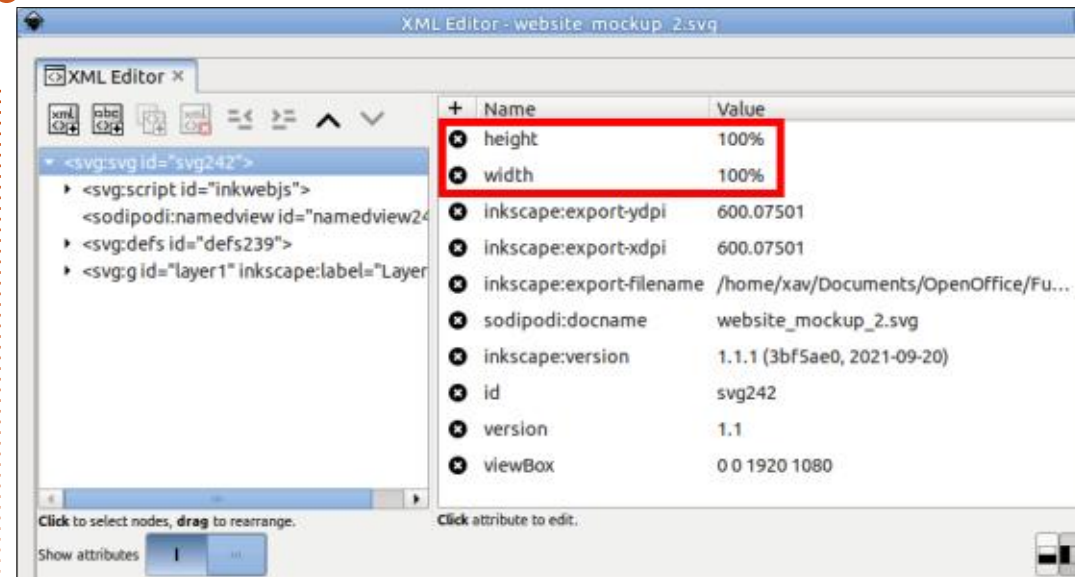 XML Editor - website_mockup_2.svg
XML Editor ×
+ Name Value
height 100%
width 100%
inkscape:export-ydpi 600.07501
inkscape:export-xdpi 600.07501
inkscape:export-filename /home/xav/Documents/OpenOffice/Fu...
sodipodi:docname website_mockup_2.svg
inkscape:version 1.1.1 (3bf5ae0, 2021-09-20)
id svg242
version 1.1
viewBox 0 0 1920 1080
<svg:svg id="svg242">
<svg:script id="inkwebjs">
<sodipodi:namedview id="namedview24
<svg:defs id="defs239">
<svg:g id="layer1" inkscape:label="Layer
Click to select nodes, drag to rearrange.
Click attribute to edit.
Show attributes